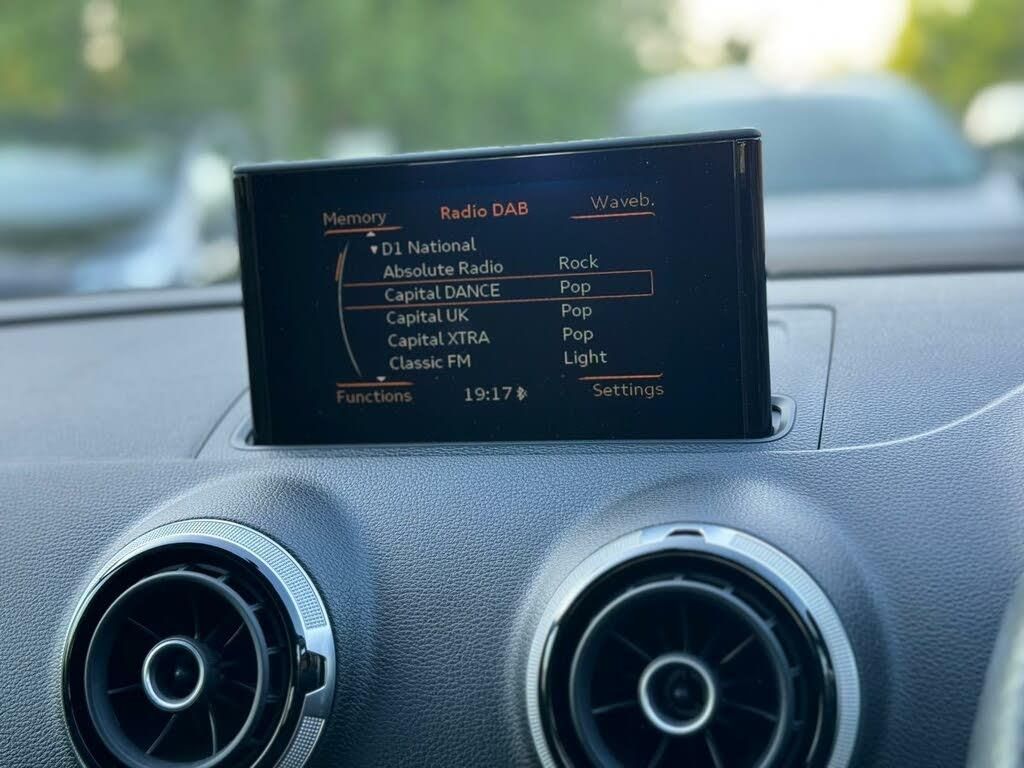 Memory Radio DAB Waveb.
D1 National
Absolute Radio Rock
Capital DANCE Pop
Capital UK Pop
Capital XTRA Pop
Classic FM Light
Functions 19:17 Settings